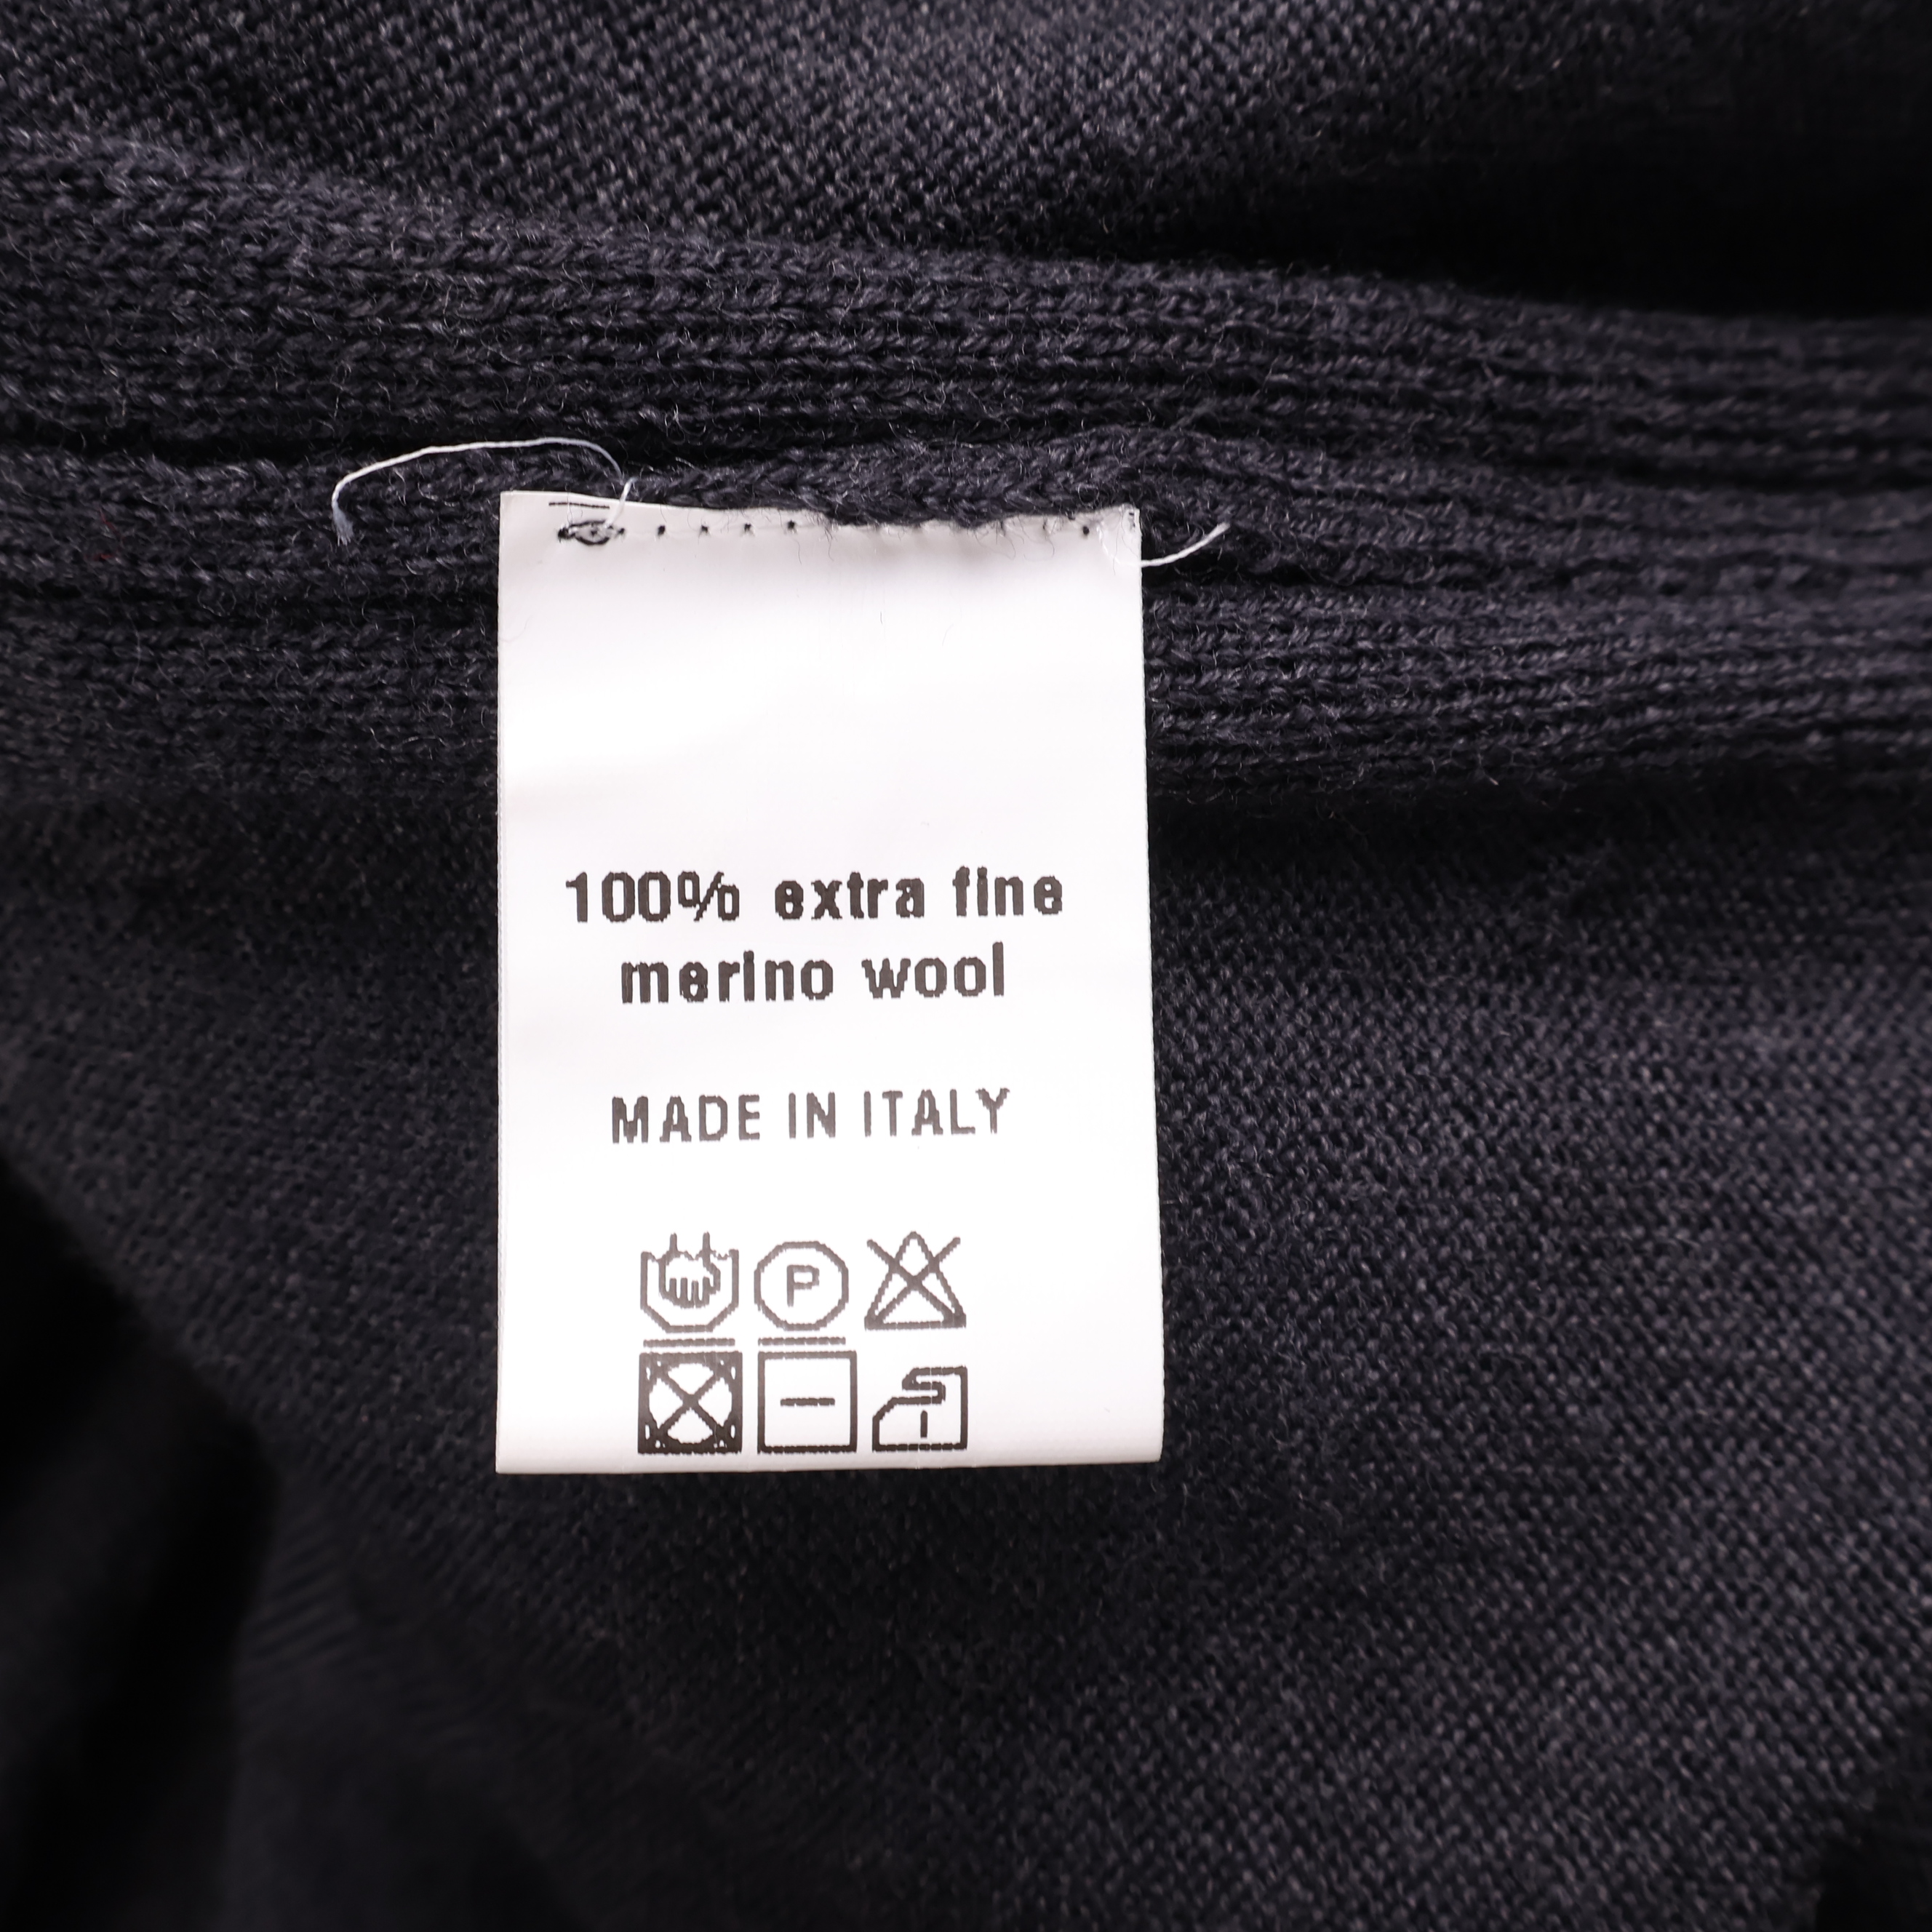 100% extra fine
merino wool
MADE IN ITALY
P